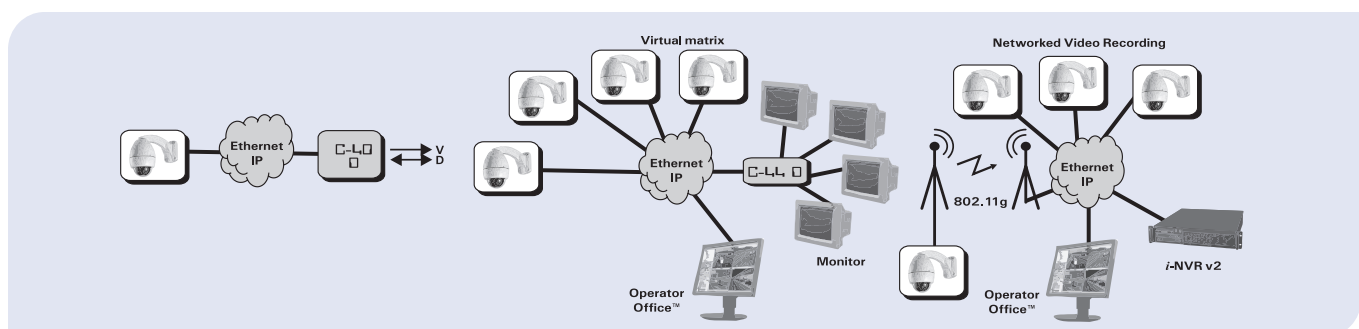 Virtual matrix
Networked Video Recording
Ethernet
IP
C-40
D
V
D
Ethernet
IP
C-44 D
802.11g
Ethernet
IP
Monitor
i-NVR v2
Operator
Office™
Operator
Office™